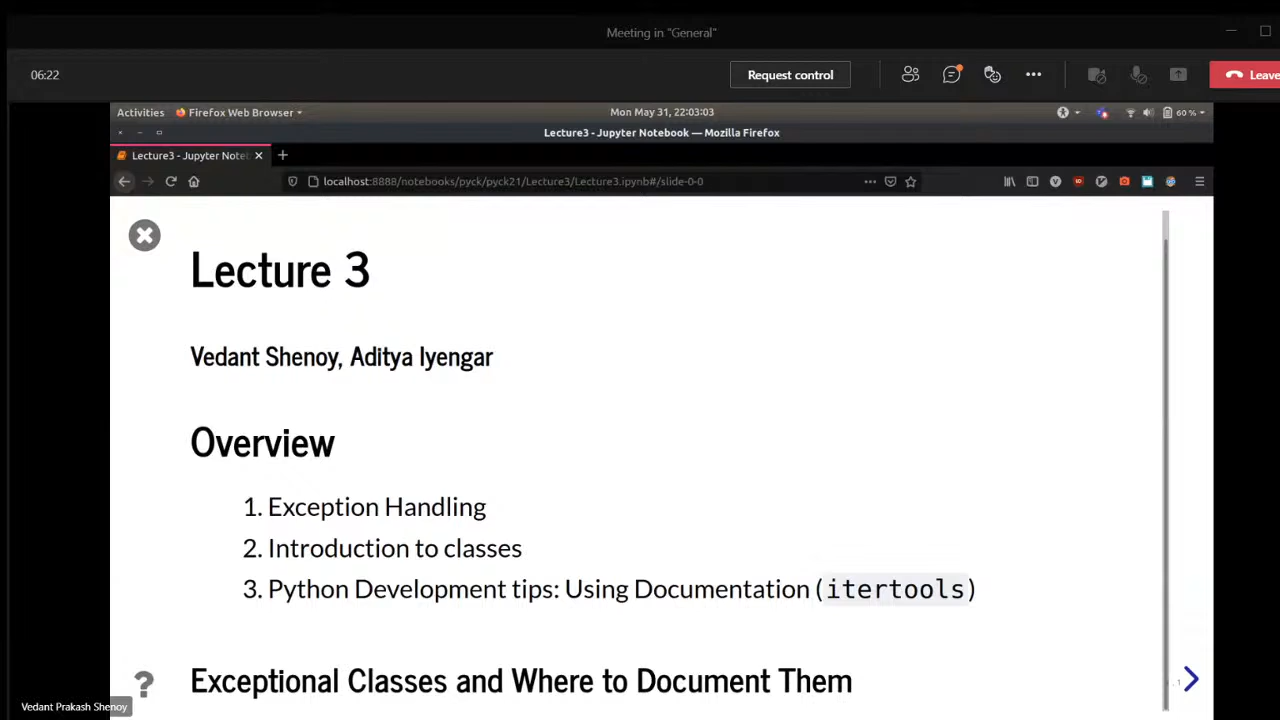 Meeting in "General"
06:22
Request control
Leave
Activities
Firefox Web Browser
Mon May 31, 22:03:03
60 %
Lecture3 - Jupyter Notebook — Mozilla Firefox
Lecture3 - Jupyter Noteb
localhost:8888/notebooks/pyck/pyck21/Lecture3/Lecture3.ipynb#/slide-0-0
Lecture 3
Vedant Shenoy, Aditya Iyengar
Overview
1. Exception Handling
2. Introduction to classes
3. Python Development tips: Using Documentation (itertools)
Exceptional Classes and Where to Document Them
Vedant Prakash Shenoy